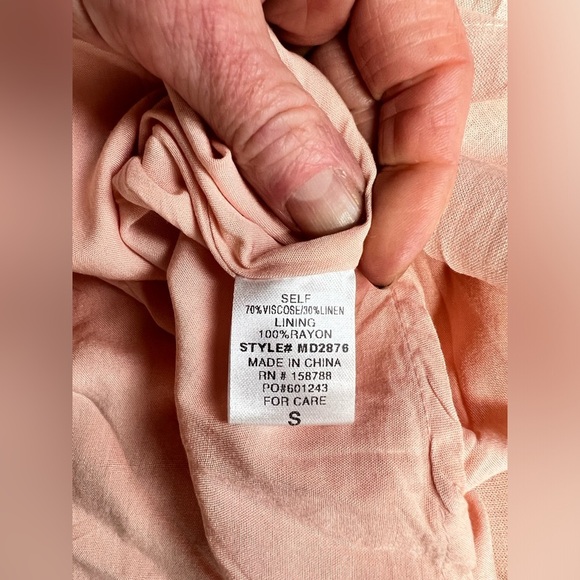 SELF
70%VISCOSE/30%LINEN
LINING
100%RAYON
STYLE# MD2876
MADE IN CHINA
RN # 158788
PO#601243
FOR CARE
S